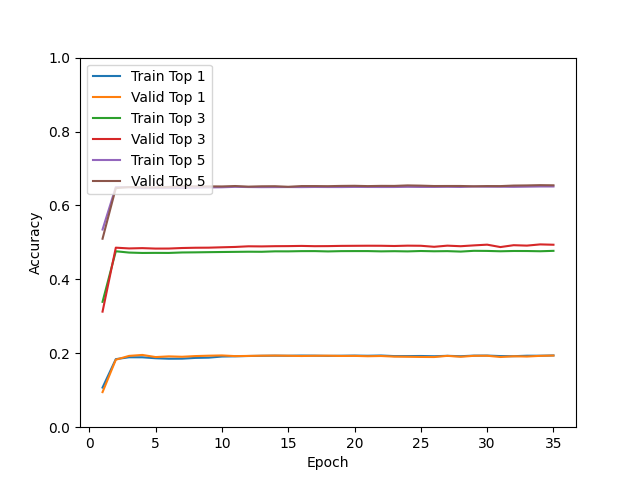 1.0
0.8
0.6
0.4
0.2
0.0
Accuracy
Train Top 1
Valid Top 1
Train Top 3
Valid Top 3
Train Top 5
Valid Top 5
0 5 10 15 20 25 30 35
Epoch